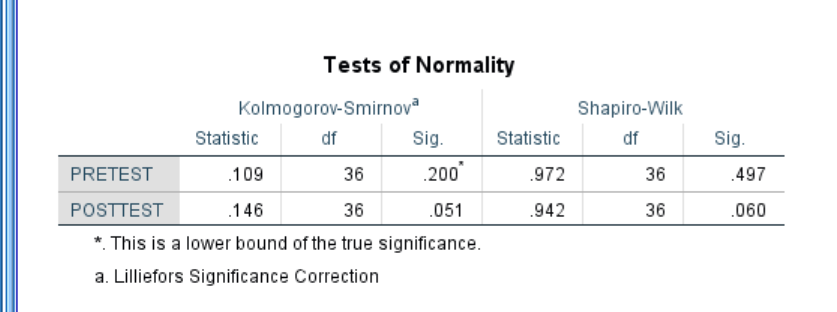 Tests of Normality
Kolmogorov-Smirnovᵃ Shapiro-Wilk
Statistic df Sig. Statistic df Sig.
PRETEST .109 36 .200* .972 36 .497
POSTTEST .146 36 .051 .942 36 .060
*. This is a lower bound of the true significance.
a. Lilliefors Significance Correction